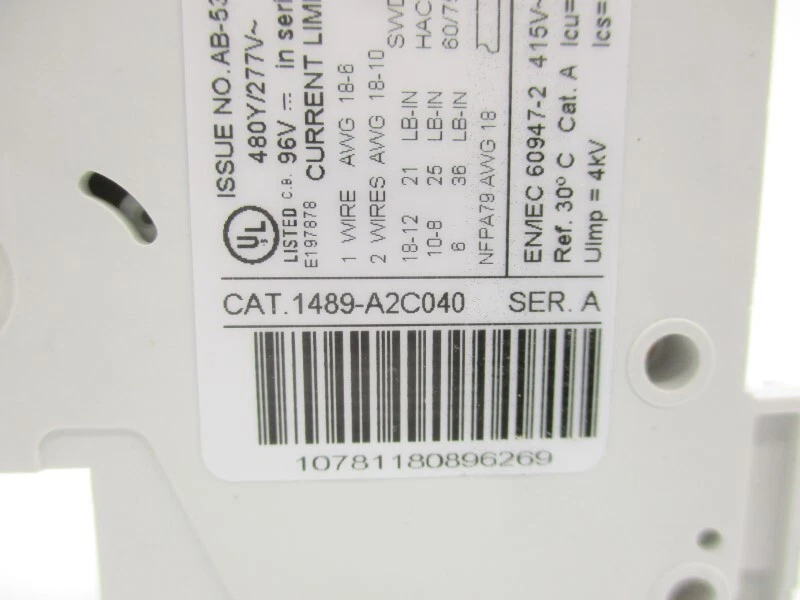 ISSUE NO. AB-53
480Y/277V~
UL
LISTED C.B. 96V ⎓ in seri
E197878 CURRENT LIMI
1 WIRE AWG 18-6
2 WIRES AWG 18-10
SWD
18-12 21 LB-IN HAC
10-8 25 LB-IN 60/75
6 36 LB-IN
NFPA79 AWG 18
EN/IEC 60947-2 415V~
Ref. 30° C Cat. A Icu=
UImp = 4kV Ics=
CAT.1489-A2C040 SER. A
10781180896269